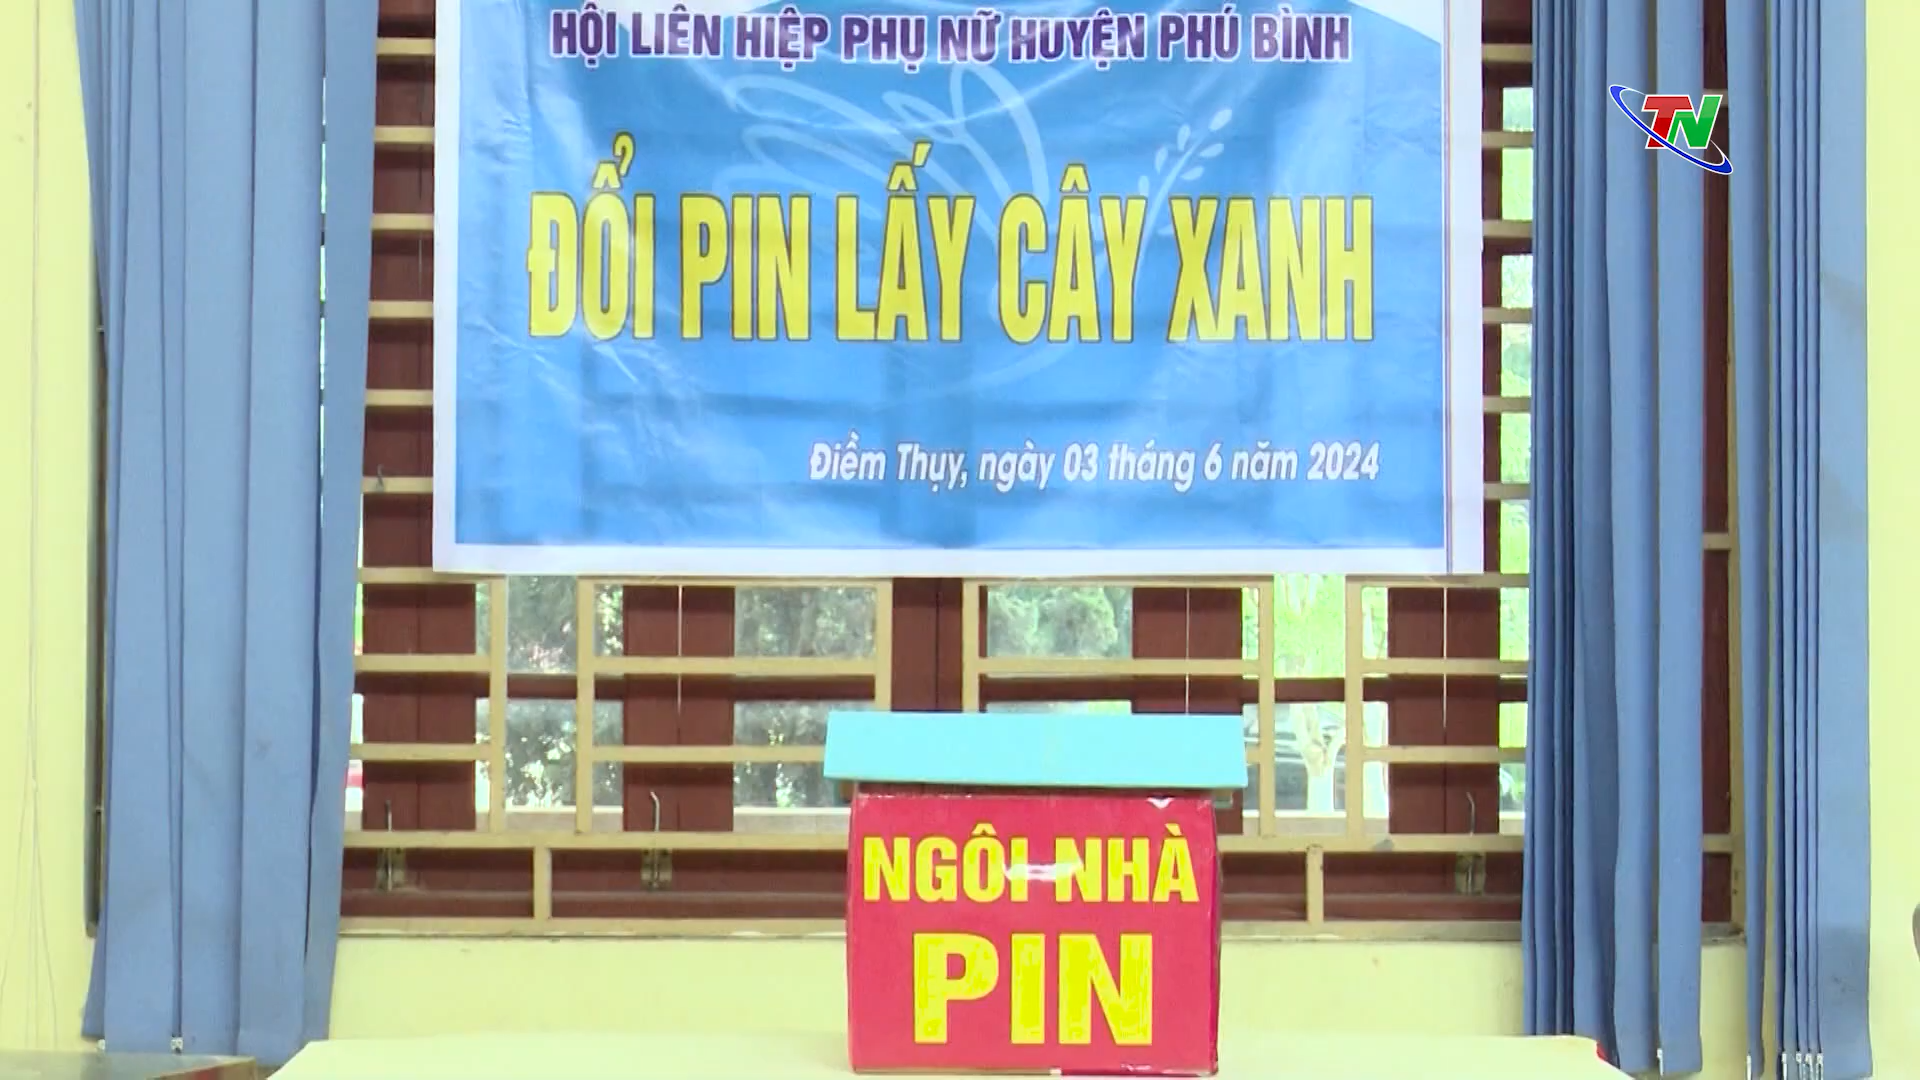 HỘI LIÊN HIỆP PHỤ NỮ HUYỆN PHÚ BÌNH
TN
ĐỔI PIN LẤY CÂY XANH
Điềm Thụy, ngày 03 tháng 6 năm 2024
NGÔI NHÀ
PIN